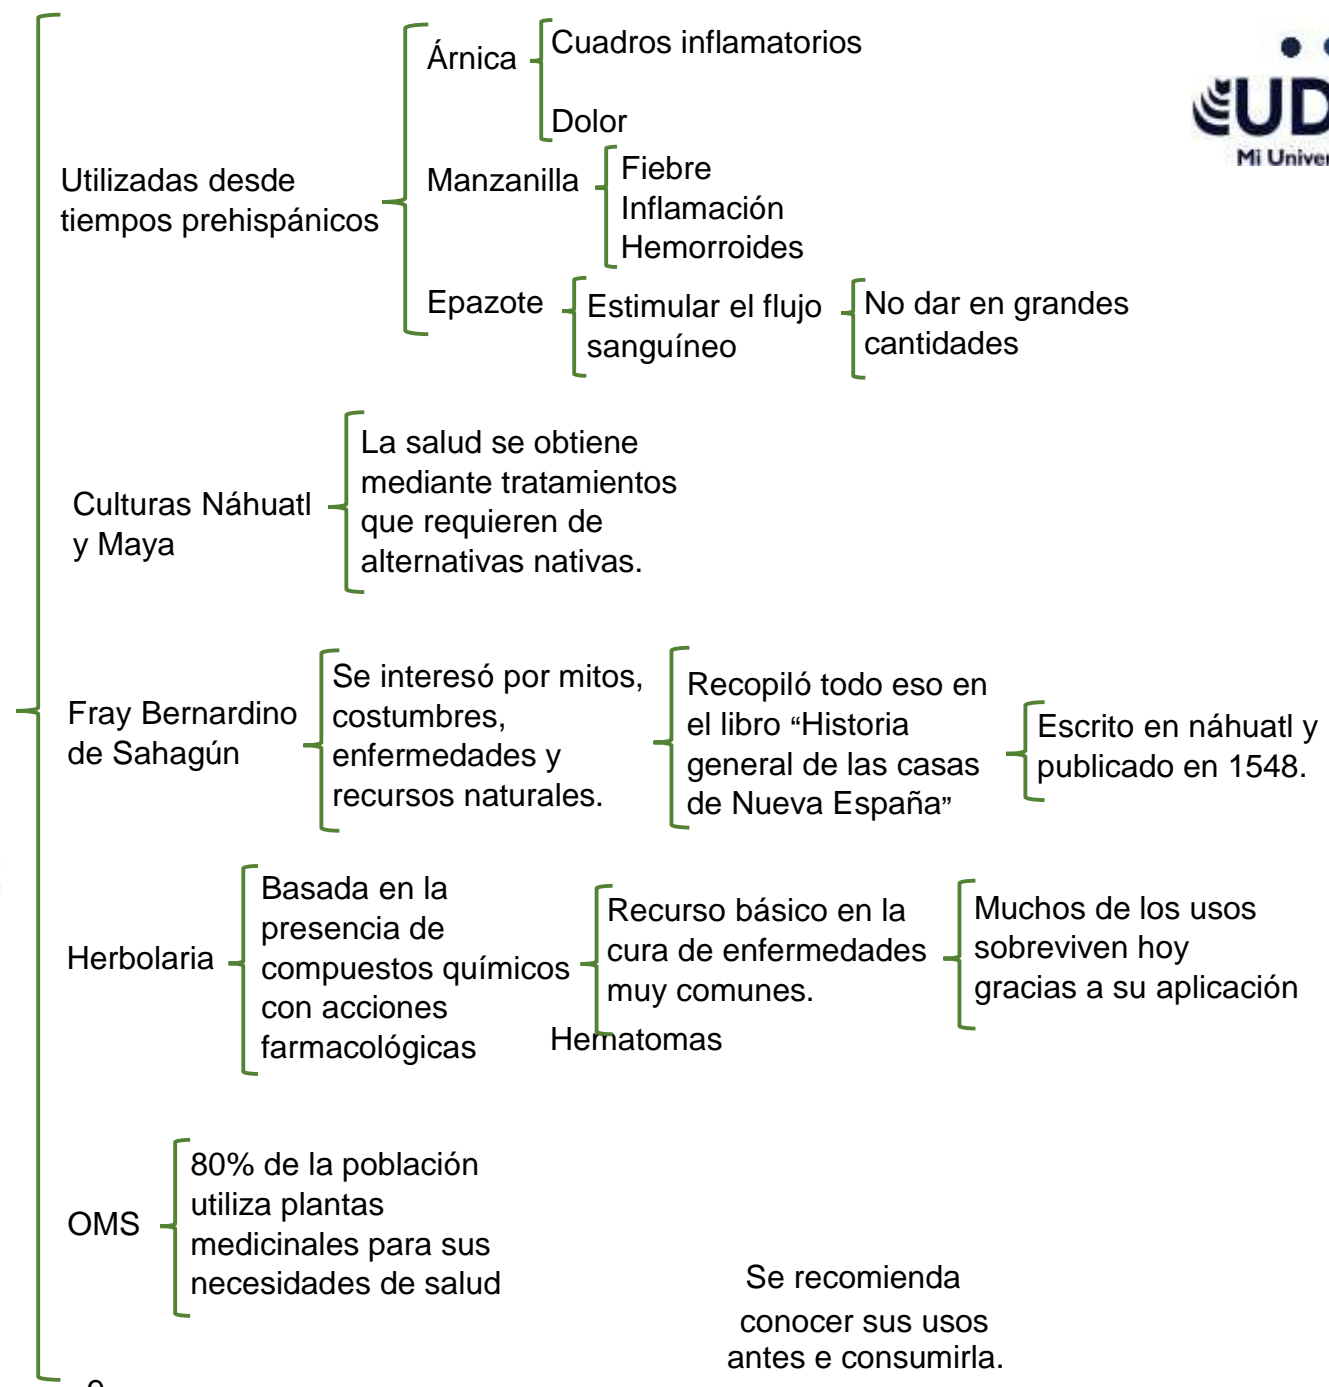 Cuadros inflamatorios
Árnica
Dolor
UD
Mi Univer
Utilizadas desde
tiempos prehispánicos
Manzanilla
Fiebre
Inflamación
Hemorroides
Epazote
Estimular el flujo
sanguíneo
No dar en grandes
cantidades
Culturas Náhuatl
y Maya
La salud se obtiene
mediante tratamientos
que requieren de
alternativas nativas.
Fray Bernardino
de Sahagún
Se interesó por mitos,
costumbres,
enfermedades y
recursos naturales.
Recopiló todo eso en
el libro “Historia
general de las casas
de Nueva España”
Escrito en náhuatl y
publicado en 1548.
Herbolaria
Basada en la
presencia de
compuestos químicos
con acciones
farmacológicas
Recurso básico en la
cura de enfermedades
muy comunes.
Hematomas
Muchos de los usos
sobreviven hoy
gracias a su aplicación
OMS
80% de la población
utiliza plantas
medicinales para sus
necesidades de salud
Se recomienda
conocer sus usos
antes e consumirla.